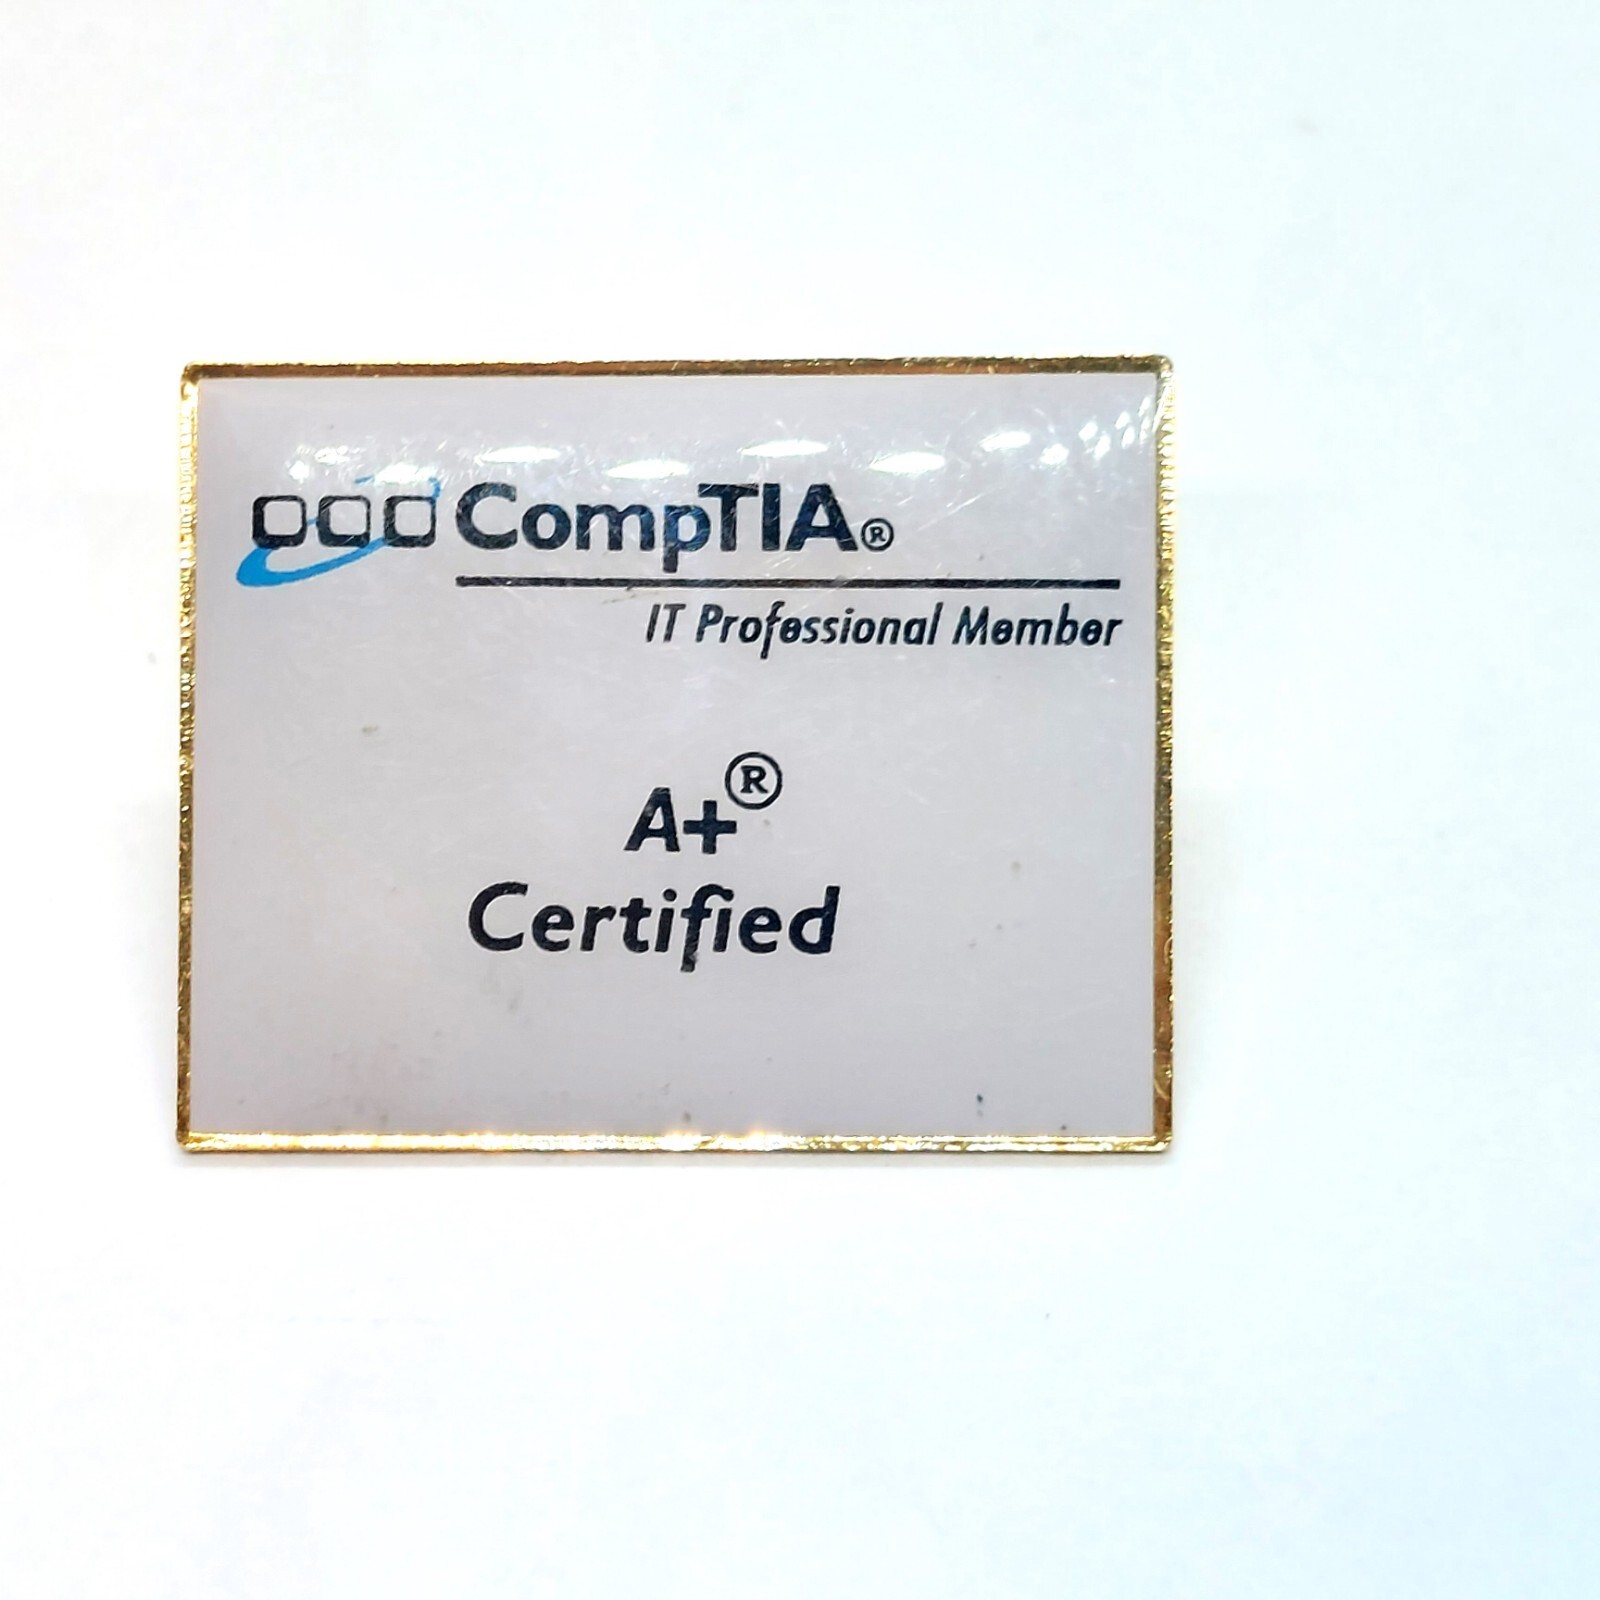 CompTIA®
IT Professional Member
A+®
Certified